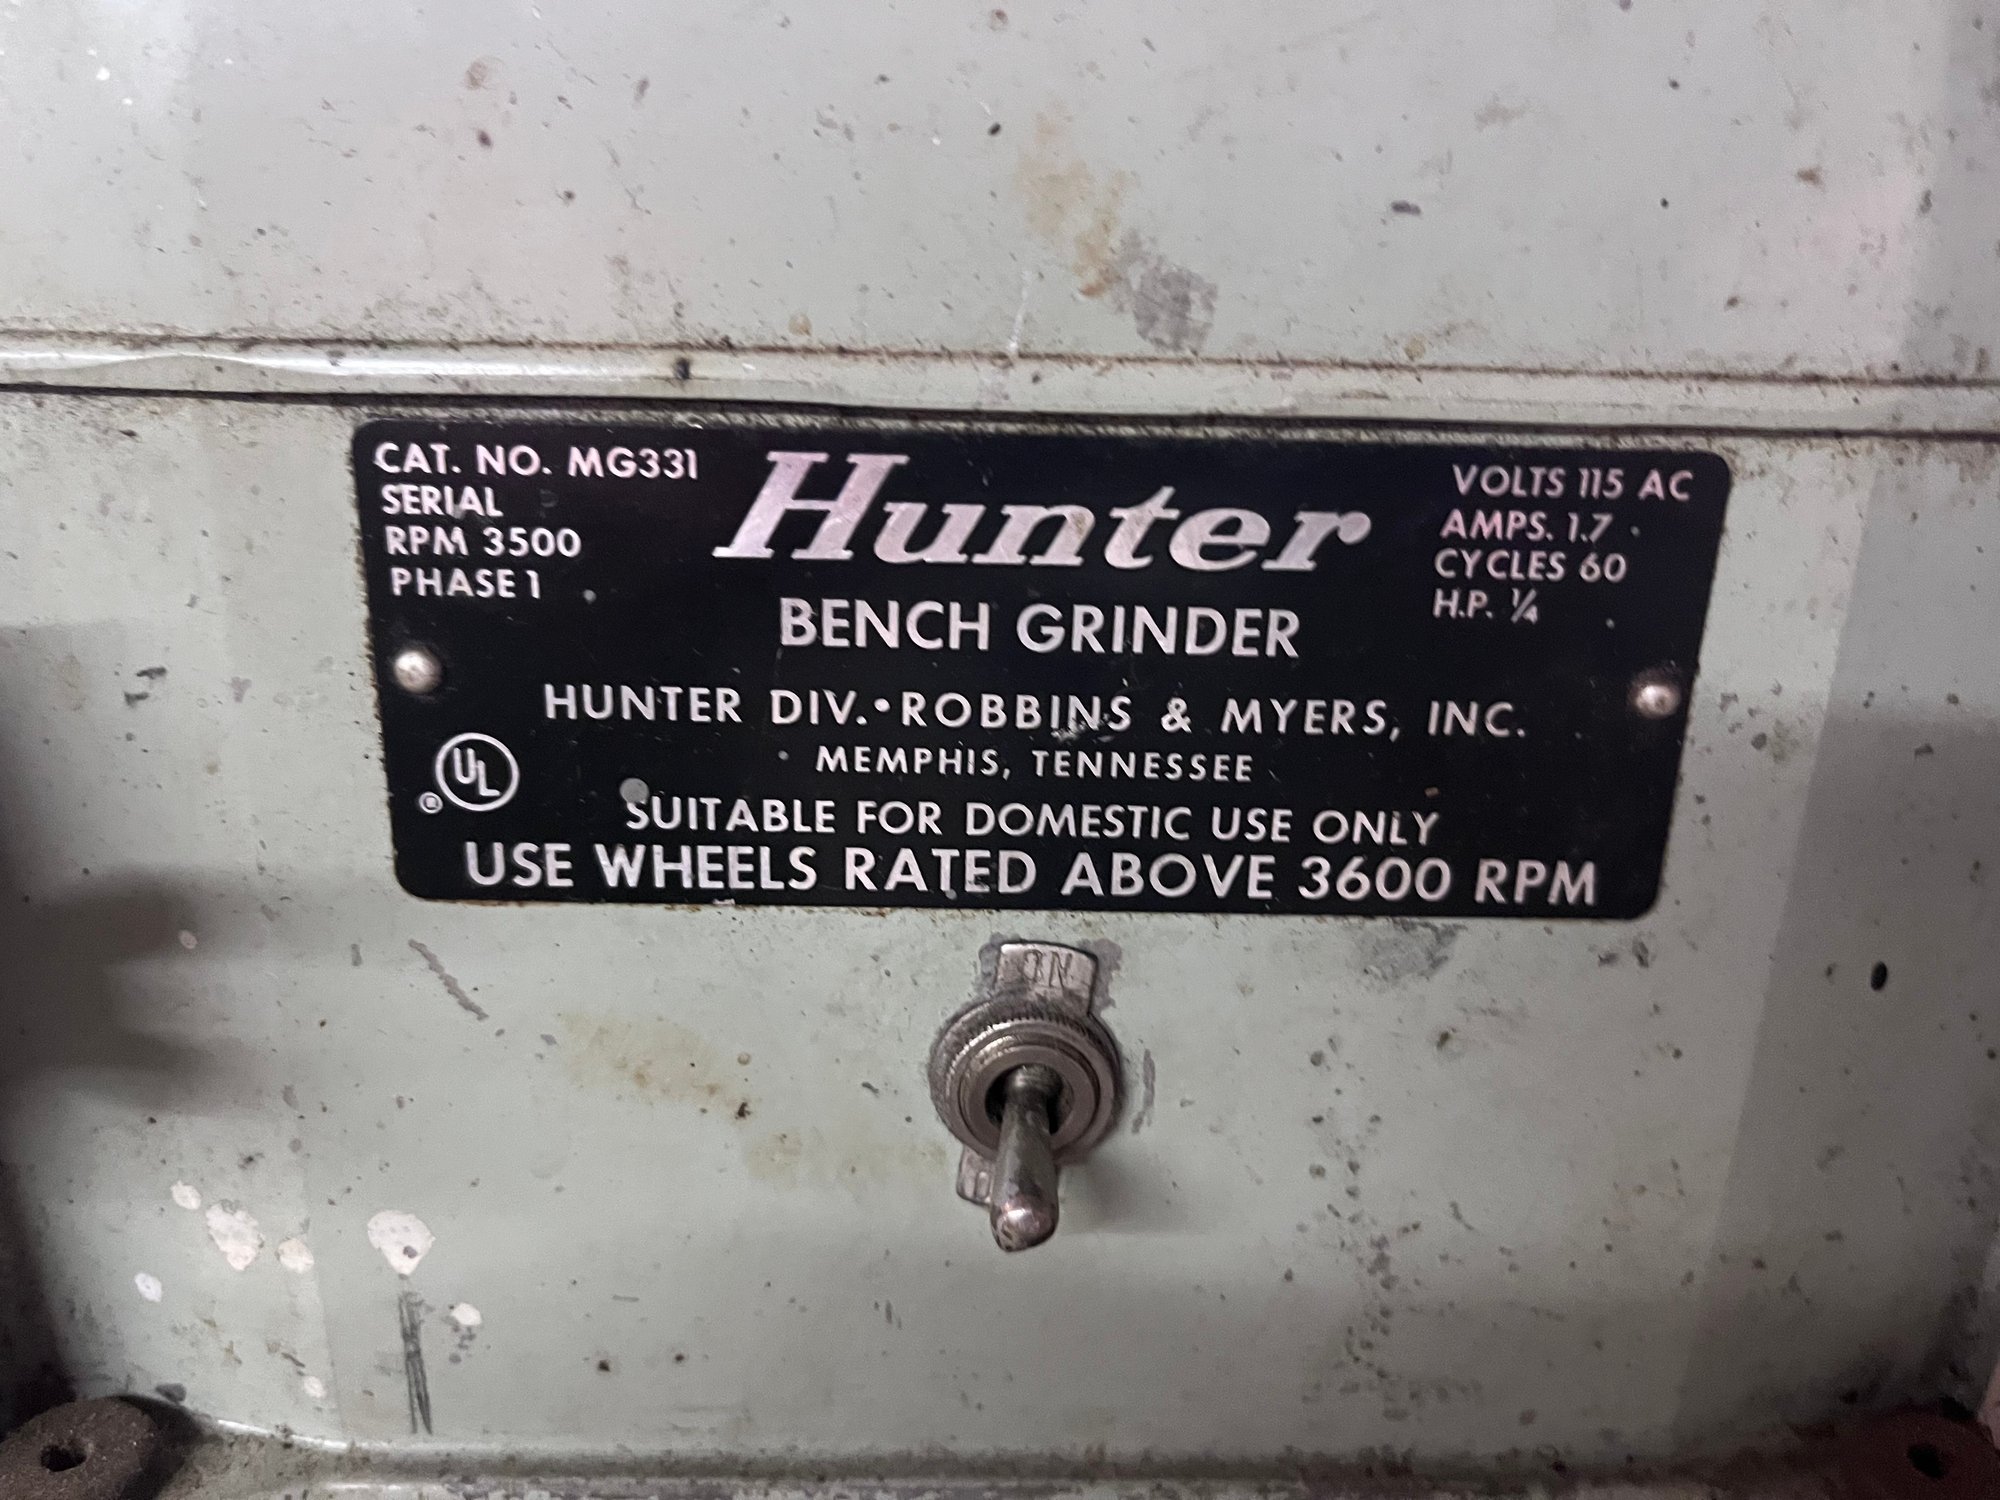 CAT. NO. MG331
SERIAL
RPM 3500
PHASE 1
Hunter
VOLTS 115 AC
AMPS. 1.7
CYCLES 60
H.P. ¼
BENCH GRINDER
HUNTER DIV.•ROBBINS & MYERS, INC.
MEMPHIS, TENNESSEE
UL
®
SUITABLE FOR DOMESTIC USE ONLY
USE WHEELS RATED ABOVE 3600 RPM
ON